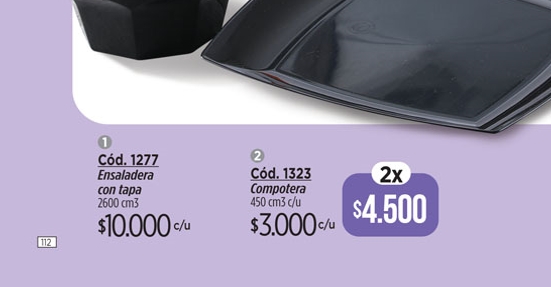 1
Cód. 1277
Ensaladera
con tapa
2600 cm3
$10.000 c/u
2
Cód. 1323
Compotera
450 cm3 c/u
$3.000 c/u
2x
$4.500
112